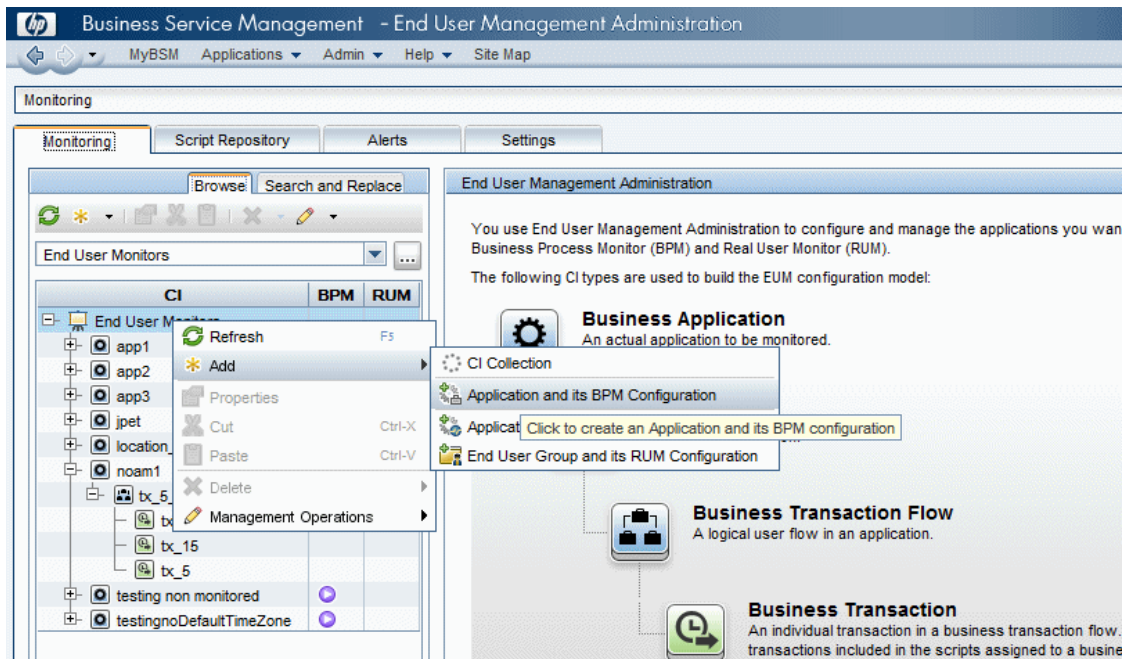 hp Business Service Management - End User Management Administration
MyBSM Applications Admin Help Site Map
Monitoring
Monitoring Script Repository Alerts Settings
Browse Search and Replace
End User Monitors
...
CI BPM RUM
End User Monitors
app1
app2
app3
jpet
location_
noam1
tx_5_
tx_15
tx_5
testing non monitored
testingnoDefaultTimeZone
Refresh F5
Add
Properties
Cut Ctrl-X
Paste Ctrl-V
Delete
Management Operations
CI Collection
Application and its BPM Configuration
Applicat
Click to create an Application and its BPM configuration
End User Group and its RUM Configuration
End User Management Administration
You use End User Management Administration to configure and manage the applications you wan
Business Process Monitor (BPM) and Real User Monitor (RUM).
The following CI types are used to build the EUM configuration model:
Business Application
An actual application to be monitored.
Business Transaction Flow
A logical user flow in an application.
Business Transaction
An individual transaction in a business transaction flow.
transactions included in the scripts assigned to a busine